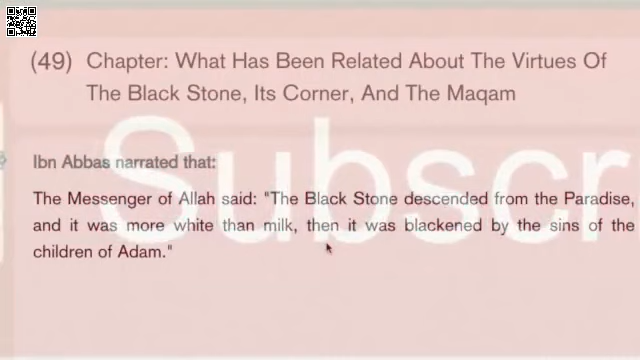 (49) Chapter: What Has Been Related About The Virtues Of
The Black Stone, Its Corner, And The Maqam
Ibn Abbas narrated that:
The Messenger of Allah said: "The Black Stone descended from the Paradise,
and it was more white than milk, then it was blackened by the sins of the
children of Adam."
Subscr